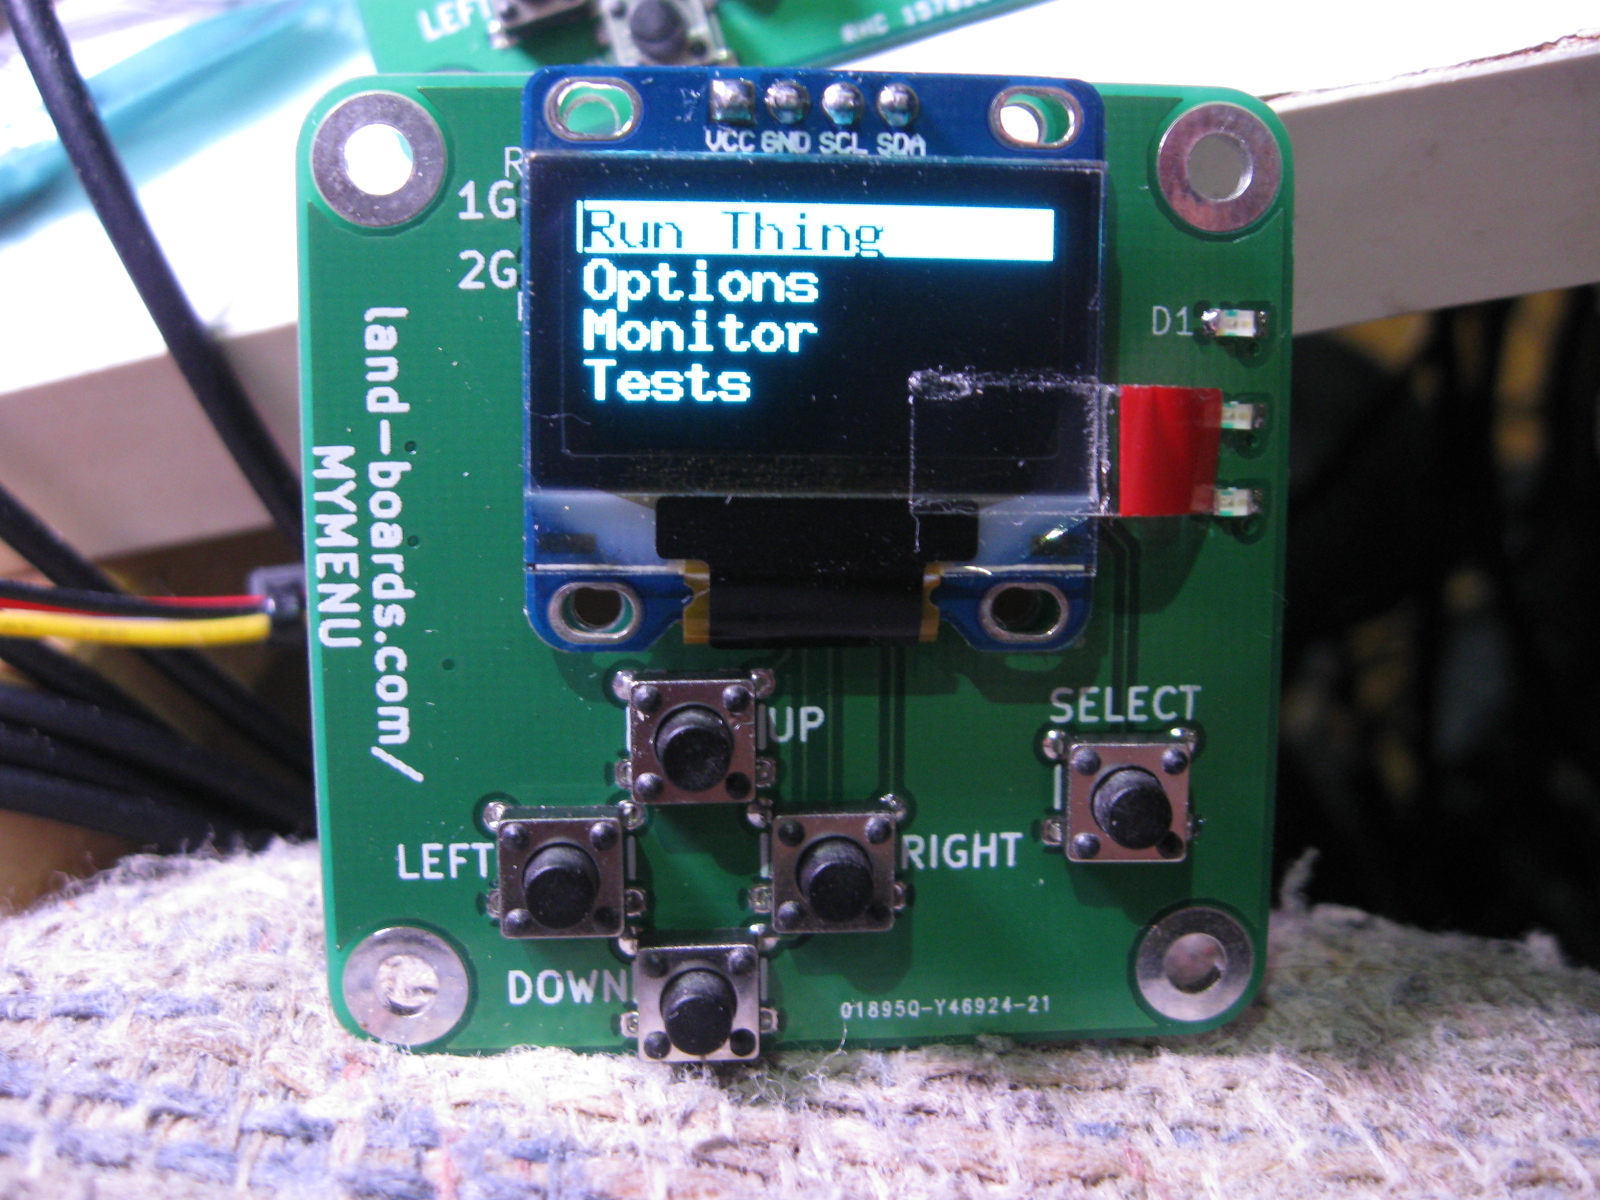 LEFT
VCC GND SCL SDA
R
1G
2G
Run Thing
Options
Monitor
Tests
D1
land-boards.com/
MYMENU
SELECT
UP
LEFT
RIGHT
DOWN
01895Q-Y46924-21